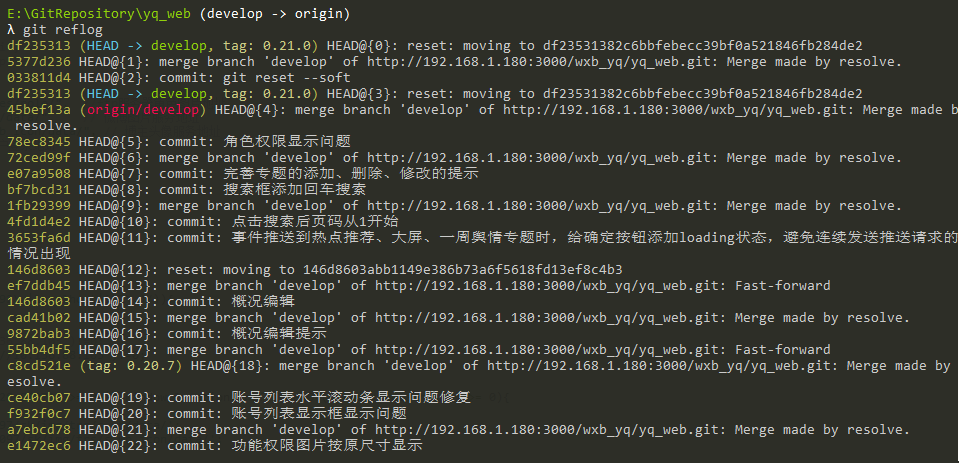 E:\GitRepository\yq_web (develop -> origin)
λ git reflog
df235313 (HEAD -> develop, tag: 0.21.0) HEAD@{0}: reset: moving to df23531382c6bbfebecc39bf0a521846fb284de2
5377d236 HEAD@{1}: merge branch 'develop' of http://192.168.1.180:3000/wxb_yq/yq_web.git: Merge made by resolve.
033811d4 HEAD@{2}: commit: git reset --soft
df235313 (HEAD -> develop, tag: 0.21.0) HEAD@{3}: reset: moving to df23531382c6bbfebecc39bf0a521846fb284de2
45bef13a (origin/develop) HEAD@{4}: merge branch 'develop' of http://192.168.1.180:3000/wxb_yq/yq_web.git: Merge made by
resolve.
78ec8345 HEAD@{5}: commit: 角色权限显示问题
72ced99f HEAD@{6}: merge branch 'develop' of http://192.168.1.180:3000/wxb_yq/yq_web.git: Merge made by resolve.
e07a9508 HEAD@{7}: commit: 完善专题的添加、删除、修改的提示
bf7bcd31 HEAD@{8}: commit: 搜索框添加回车搜索
1fb29399 HEAD@{9}: merge branch 'develop' of http://192.168.1.180:3000/wxb_yq/yq_web.git: Merge made by resolve.
4fd1d4e2 HEAD@{10}: commit: 点击搜索后页码从1开始
3653fa6d HEAD@{11}: commit: 事件推送到热点推荐、大屏、一周舆情专题时，给确定按钮添加loading状态，避免连续发送推送请求的
情况出现
146d8603 HEAD@{12}: reset: moving to 146d8603abb1149e386b73a6f5618fd13ef8c4b3
ef7ddb45 HEAD@{13}: merge branch 'develop' of http://192.168.1.180:3000/wxb_yq/yq_web.git: Fast-forward
146d8603 HEAD@{14}: commit: 概况编辑
cad41b02 HEAD@{15}: merge branch 'develop' of http://192.168.1.180:3000/wxb_yq/yq_web.git: Merge made by resolve.
9872bab3 HEAD@{16}: commit: 概况编辑提示
55bb4df5 HEAD@{17}: merge branch 'develop' of http://192.168.1.180:3000/wxb_yq/yq_web.git: Fast-forward
c8cd521e (tag: 0.20.7) HEAD@{18}: merge branch 'develop' of http://192.168.1.180:3000/wxb_yq/yq_web.git: Merge made by
esolve.
ce40cb07 HEAD@{19}: commit: 账号列表水平滚动条显示问题修复
f932f0c7 HEAD@{20}: commit: 账号列表显示框显示问题
a7ebcd78 HEAD@{21}: merge branch 'develop' of http://192.168.1.180:3000/wxb_yq/yq_web.git: Merge made by resolve.
e1472ec6 HEAD@{22}: commit: 功能权限图片按原尺寸显示